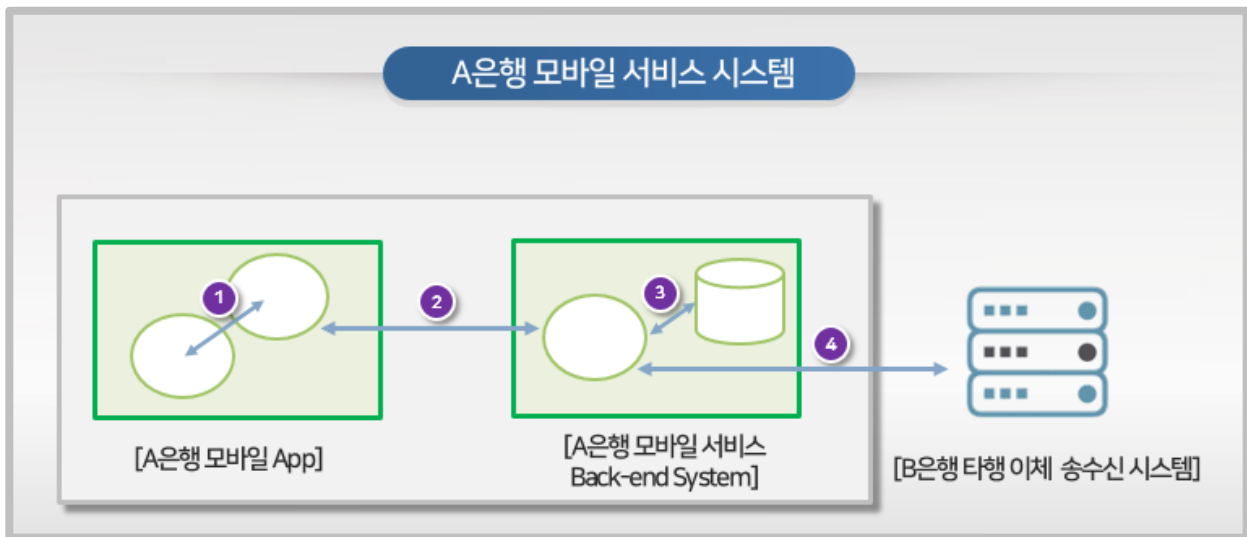 A은행 모바일 서비스 시스템
1
2
3
4
[A은행 모바일 App]
[A은행 모바일 서비스
Back-end System]
[B은행 타행 이체 송수신 시스템]